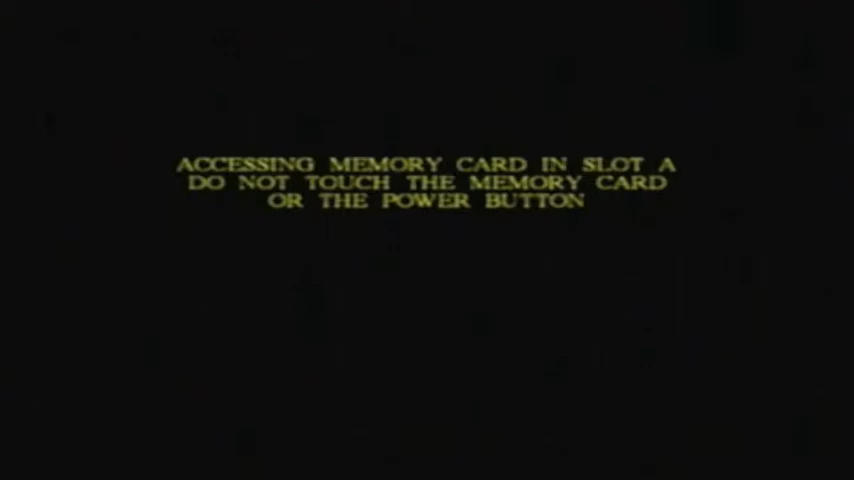 ACCESSING MEMORY CARD IN SLOT A
DO NOT TOUCH THE MEMORY CARD
OR THE POWER BUTTON